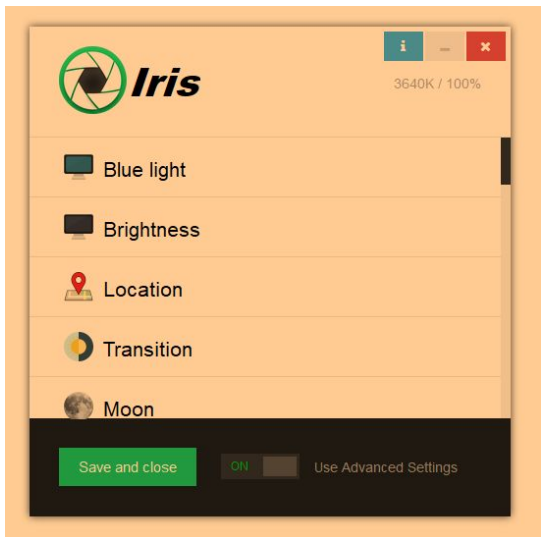 Iris
3640K / 100%
Blue light
Brightness
Location
Transition
Moon
Save and close
ON
Use Advanced Settings